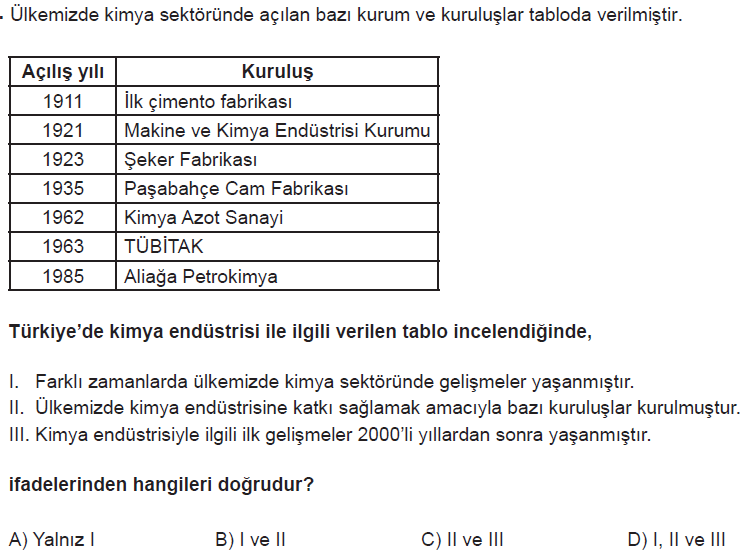 . Ülkemizde kimya sektöründe açılan bazı kurum ve kuruluşlar tabloda verilmiştir.
Açılış yılı Kuruluş
1911 İlk çimento fabrikası
1921 Makine ve Kimya Endüstrisi Kurumu
1923 Şeker Fabrikası
1935 Paşabahçe Cam Fabrikası
1962 Kimya Azot Sanayi
1963 TÜBİTAK
1985 Aliağa Petrokimya
Türkiye’de kimya endüstrisi ile ilgili verilen tablo incelendiğinde,
I. Farklı zamanlarda ülkemizde kimya sektöründe gelişmeler yaşanmıştır.
II. Ülkemizde kimya endüstrisine katkı sağlamak amacıyla bazı kuruluşlar kurulmuştur.
III. Kimya endüstrisiyle ilgili ilk gelişmeler 2000’li yıllardan sonra yaşanmıştır.
ifadelerinden hangileri doğrudur?
A) Yalnız I B) I ve II C) II ve III D) I, II ve III